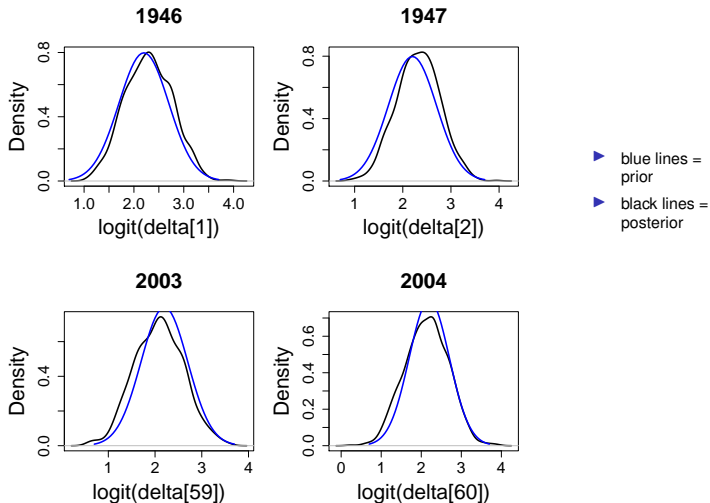 1946
1947
Density
0.0
0.4
0.8
1.0
2.0
3.0
4.0
logit(delta[1])
Density
0.0
0.4
0.8
1
2
3
4
logit(delta[2])
blue lines =
prior
black lines =
posterior
2003
2004
Density
0.0
0.4
1
2
3
4
logit(delta[59])
Density
0.0
0.2
0.4
0.6
0
1
2
3
4
logit(delta[60])